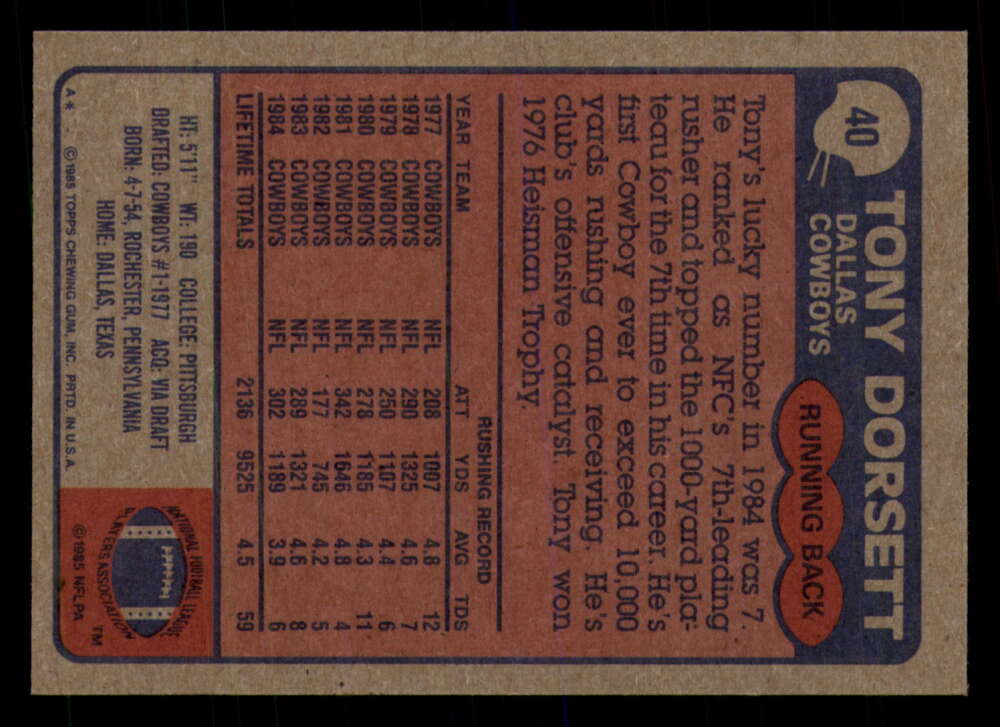 40
TONY DORSETT
DALLAS
COWBOYS
RUNNING BACK
Tony's lucky number in 1984 was 7.
He ranked as NFC's 7th-leading
rusher and topped the 1000-yard pla-
teau for the 7th time in his career. He's
first Cowboy ever to exceed 10,000
yards rushing and receiving. He's
club's offensive catalyst. Tony won
1976 Heisman Trophy.
RUSHING RECORD
YEAR TEAM ATT YDS AVG TDS
1977 COWBOYS NFL 208 1007 4.8 12
1978 COWBOYS NFL 290 1325 4.6 7
1979 COWBOYS NFL 250 1107 4.4 6
1980 COWBOYS NFL 278 1185 4.3 11
1981 COWBOYS NFL 342 1646 4.8 4
1982 COWBOYS NFL 177 745 4.2 5
1983 COWBOYS NFL 289 1321 4.6 8
1984 COWBOYS NFL 302 1189 3.9 6
LIFETIME TOTALS 2136 9525 4.5 59
HT: 5'11" WT: 190 COLLEGE: PITTSBURGH
DRAFTED: COWBOYS #1-1977 ACQ: VIA DRAFT
BORN: 4-7-54, ROCHESTER, PENNSYLVANIA
HOME: DALLAS, TEXAS
A* - ©1985 TOPPS CHEWING GUM, INC. PRTD. IN U.S.A.
NATIONAL FOOTBALL LEAGUE
PLAYERS ASSOCIATION
TM
©1985 NFLPA